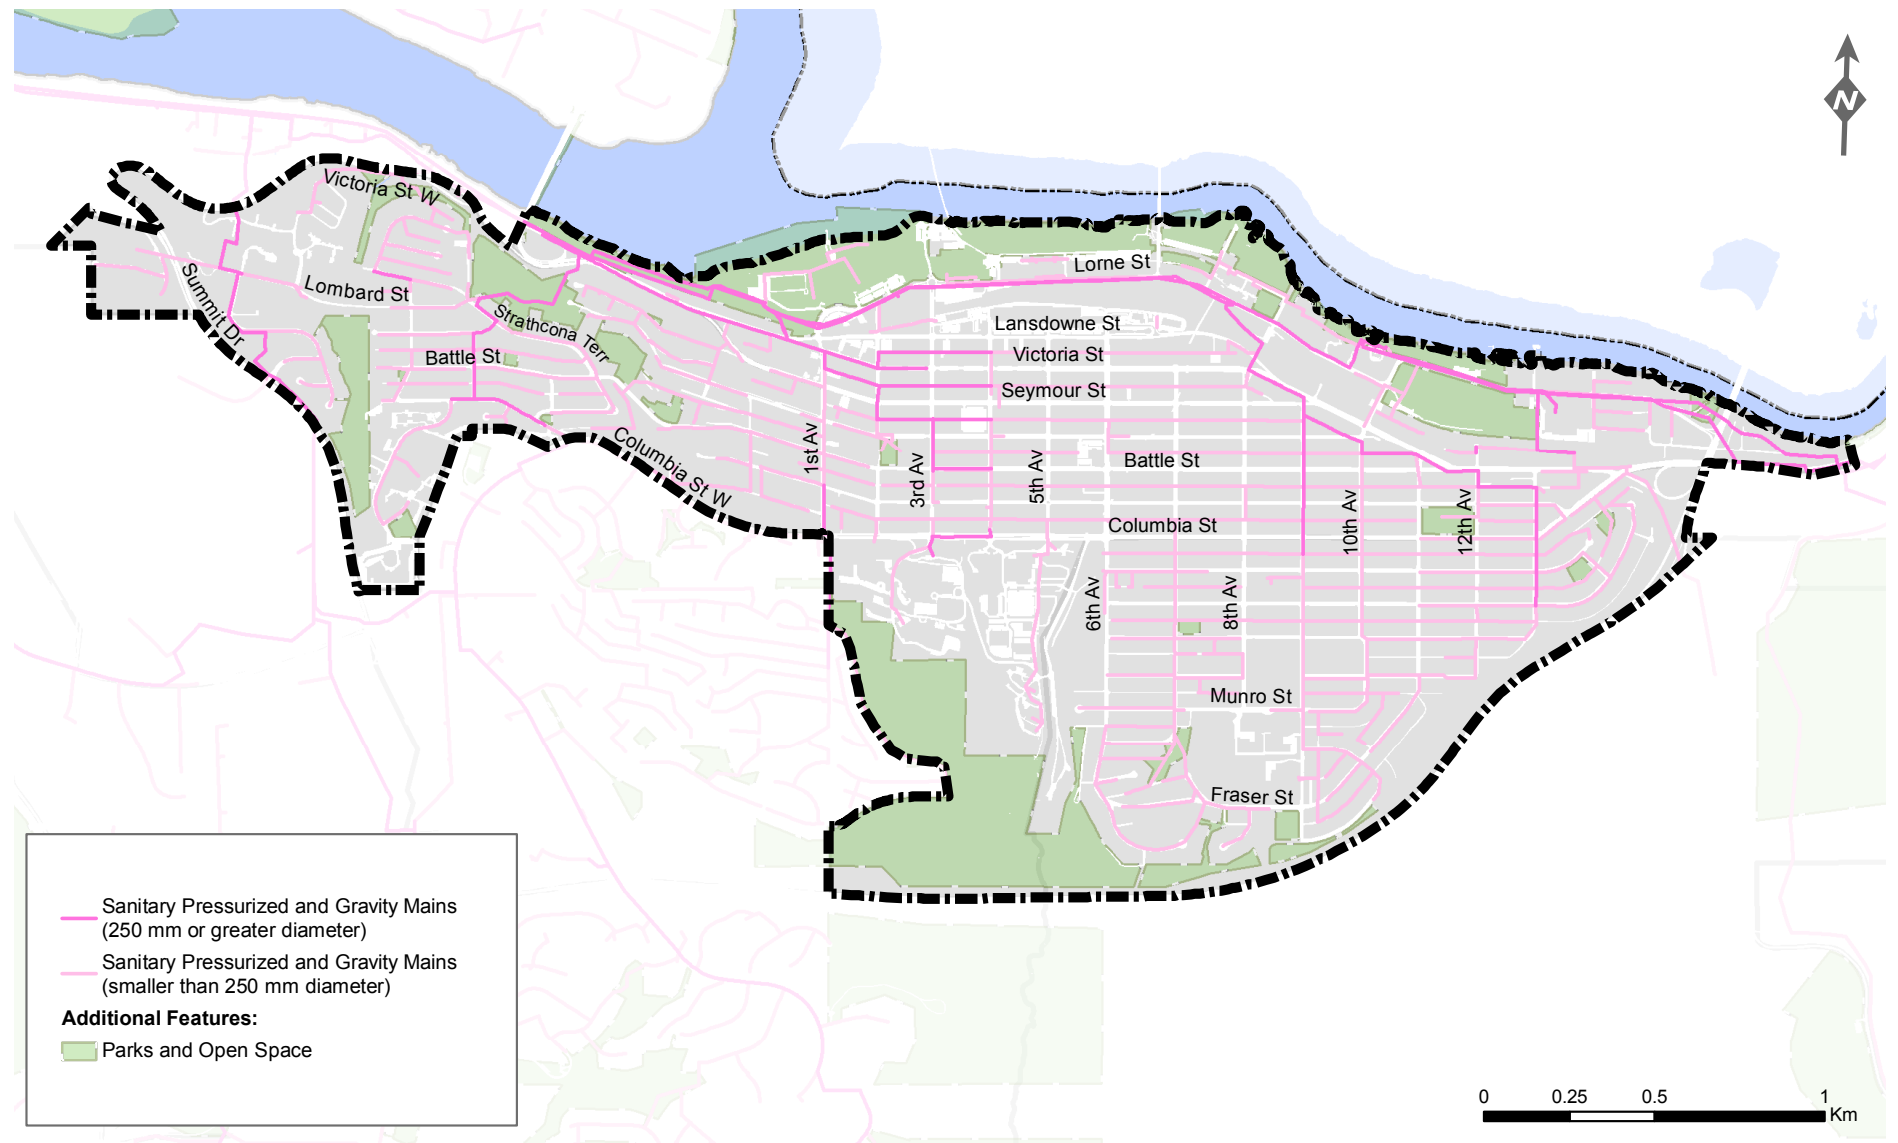 N
Victoria St W
Summit Dr
Lombard St
Strathcona Terr
Battle St
Columbia St W
Lorne St
Lansdowne St
Victoria St
Seymour St
1st Av
3rd Av
5th Av
Battle St
Columbia St
10th Av
12th Av
6th Av
8th Av
Munro St
Fraser St
Sanitary Pressurized and Gravity Mains
(250 mm or greater diameter)
Sanitary Pressurized and Gravity Mains
(smaller than 250 mm diameter)
Additional Features:
Parks and Open Space
0 0.25 0.5 1
Km